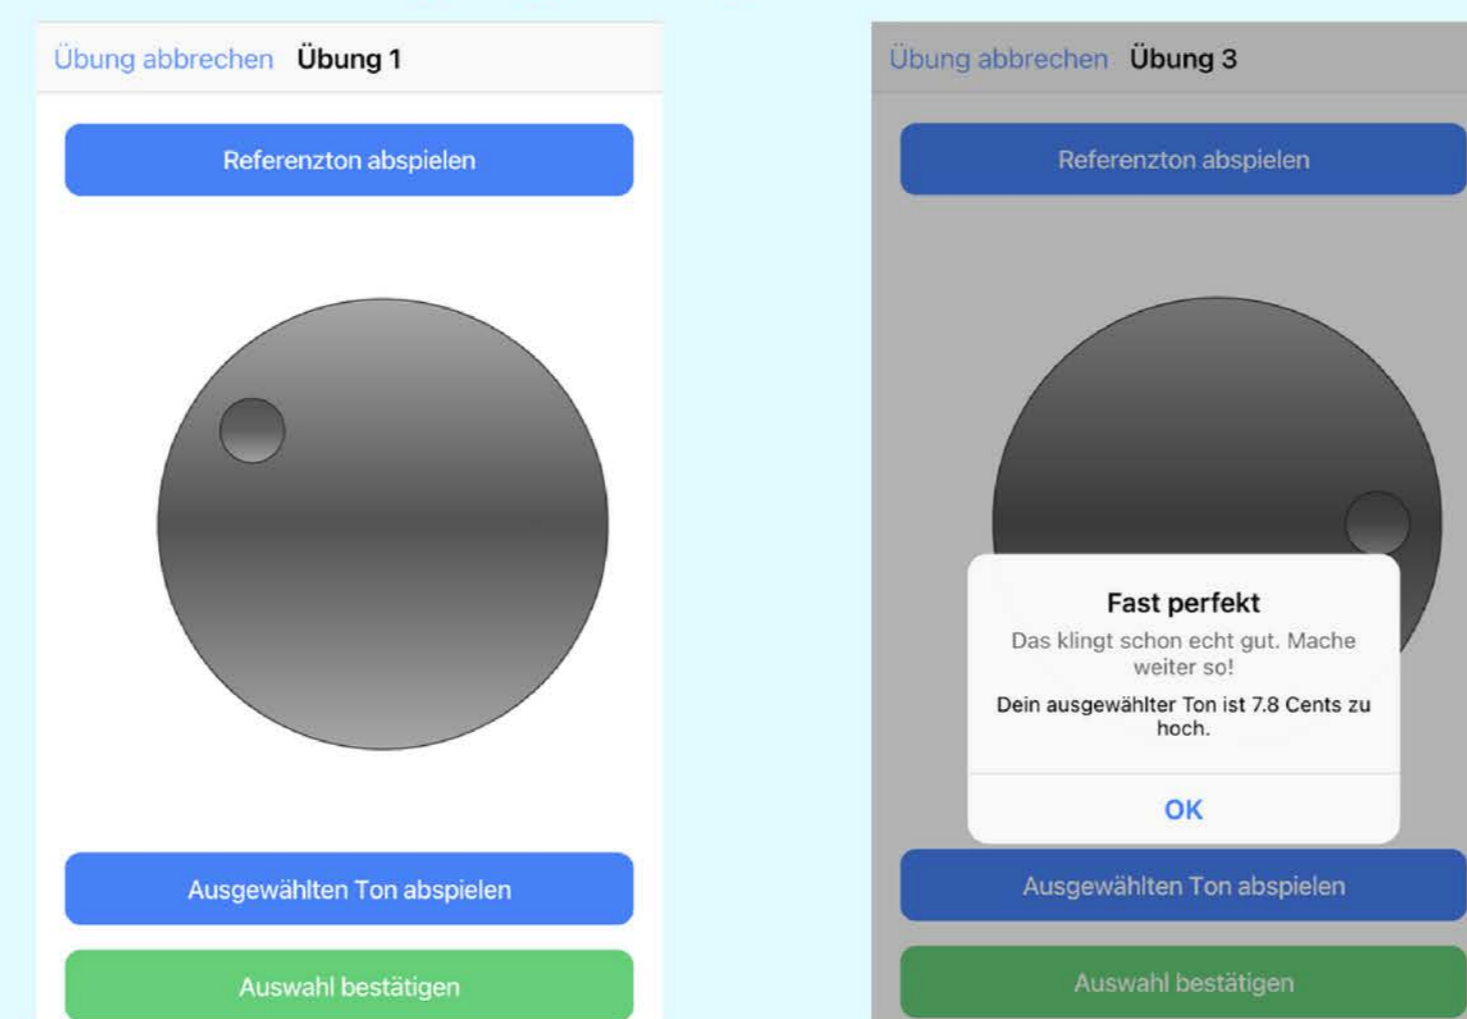 Übung abbrechen Übung 1
Referenzton abspielen
Ausgewählten Ton abspielen
Auswahl bestätigen
Übung abbrechen Übung 3
Referenzton abspielen
Fast perfekt
Das klingt schon echt gut. Mache
weiter so!
Dein ausgewählter Ton ist 7.8 Cents zu
hoch.
OK
Ausgewählten Ton abspielen
Auswahl bestätigen